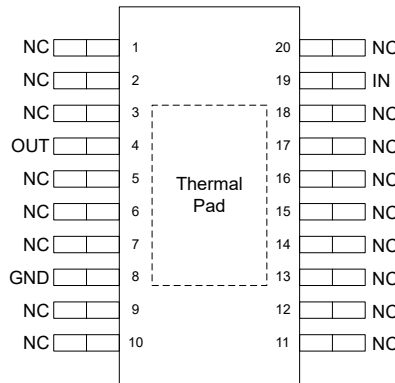 NC 1 20 NC
NC 2 19 IN
NC 3 18 NC
OUT 4 17 NC
NC 5 16 NC
NC 6 15 NC
NC 7 14 NC
GND 8 13 NC
NC 9 12 NC
NC 10 11 NC
Thermal
Pad